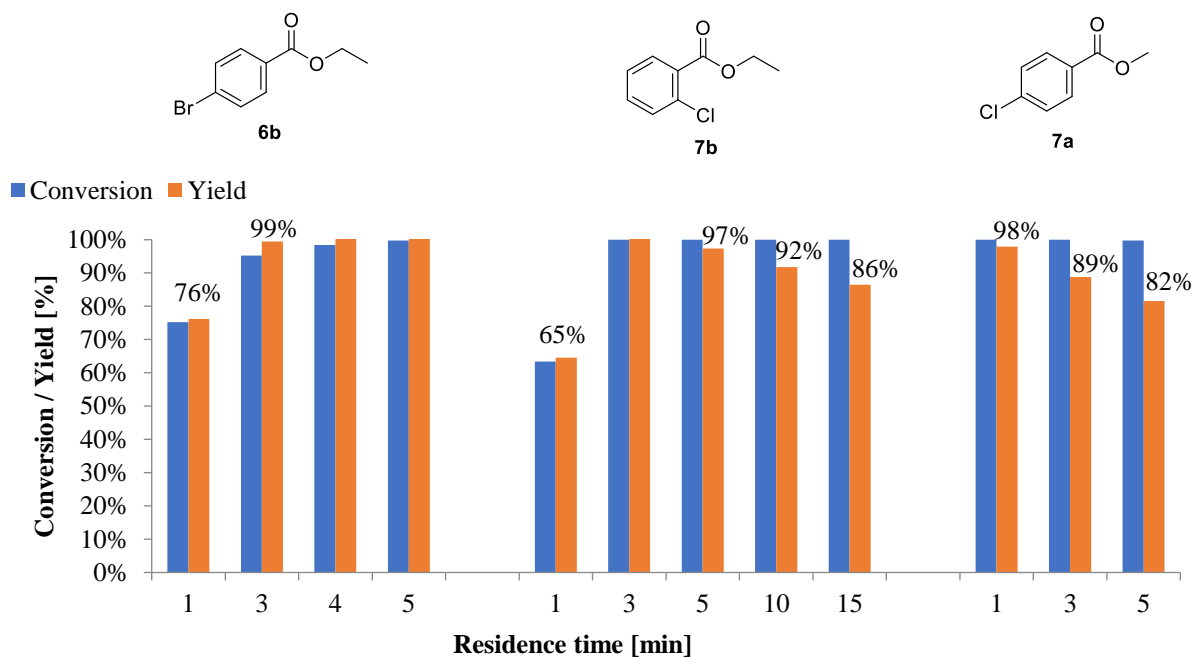 O
O
Br
6b
O
O
Cl
7b
O
O
Cl
7a
Conversion Yield
Conversion / Yield [%]
100%
90%
80%
70%
60%
50%
40%
30%
20%
10%
0%
76%
99%
65%
97%
92%
86%
98%
89%
82%
1 3 4 5 1 3 5 10 15 1 3 5
Residence time [min]